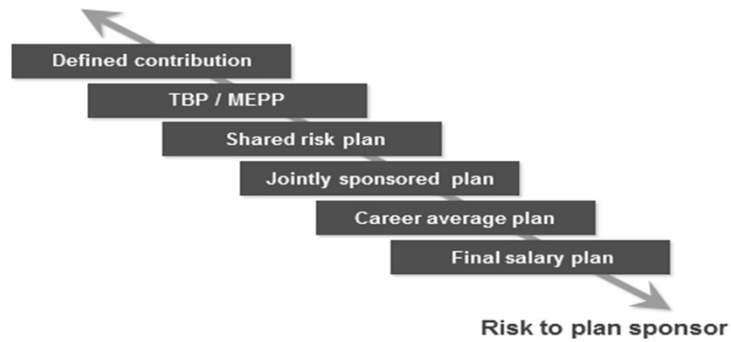 Defined contribution
TBP / MEPP
Shared risk plan
Jointly sponsored plan
Career average plan
Final salary plan
Risk to plan sponsor